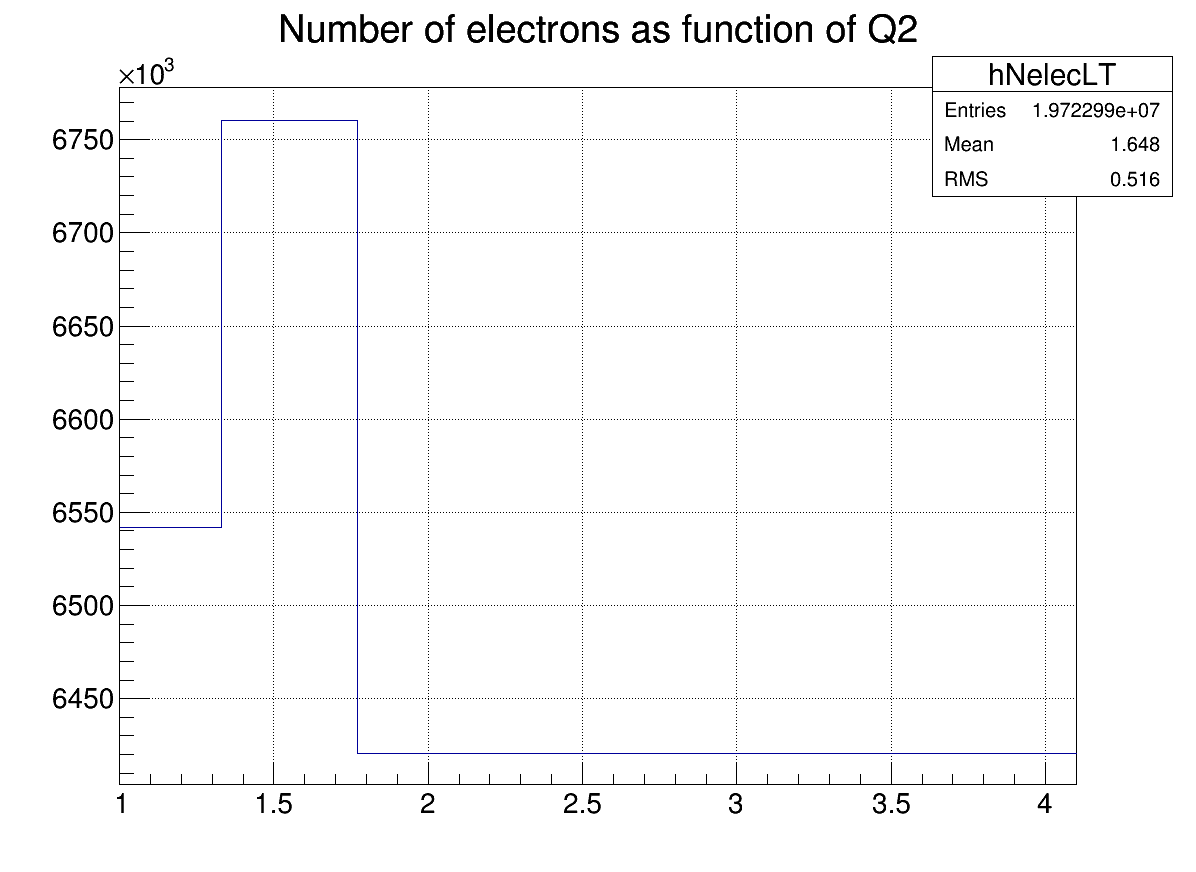 Number of electrons as function of Q2
×10³
hNelecLT
Entries 1.972299e+07
Mean 1.648
RMS 0.516
6750
6700
6650
6600
6550
6500
6450
1 1.5 2 2.5 3 3.5 4